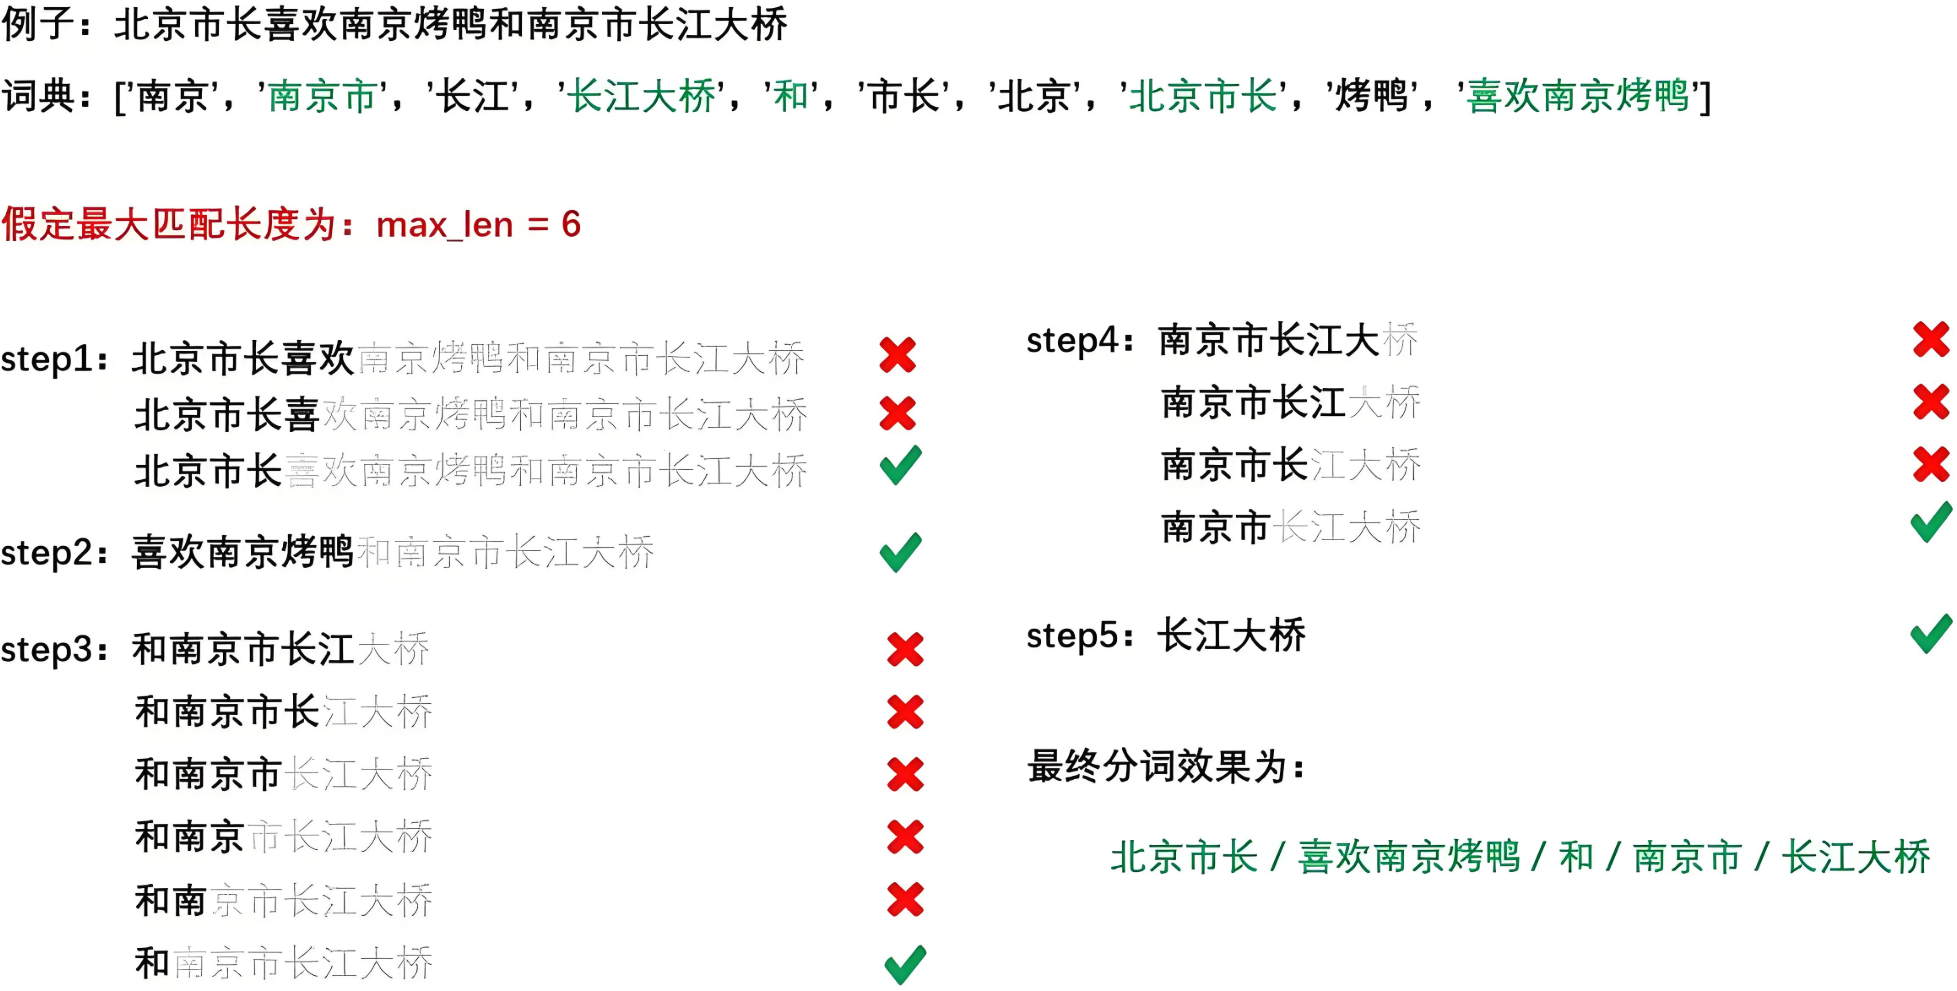 例子：北京市长喜欢南京烤鸭和南京市长江大桥
词典：['南京’，'南京市’，'长江’，'长江大桥’，'和’，'市长’，'北京’，'北京市长’，'烤鸭’，'喜欢南京烤鸭']
假定最大匹配长度为：max_len = 6
step1：北京市长喜欢南京烤鸭和南京市长江大桥
北京市长喜欢南京烤鸭和南京市长江大桥
北京市长喜欢南京烤鸭和南京市长江大桥
step2：喜欢南京烤鸭和南京市长江大桥
step3：和南京市长江大桥
和南京市长江大桥
和南京市长江大桥
和南京市长江大桥
和南京市长江大桥
和南京市长江大桥
step4：南京市长江大桥
南京市长江大桥
南京市长江大桥
南京市长江大桥
step5：长江大桥
最终分词效果为：
北京市长 / 喜欢南京烤鸭 / 和 / 南京市 / 长江大桥